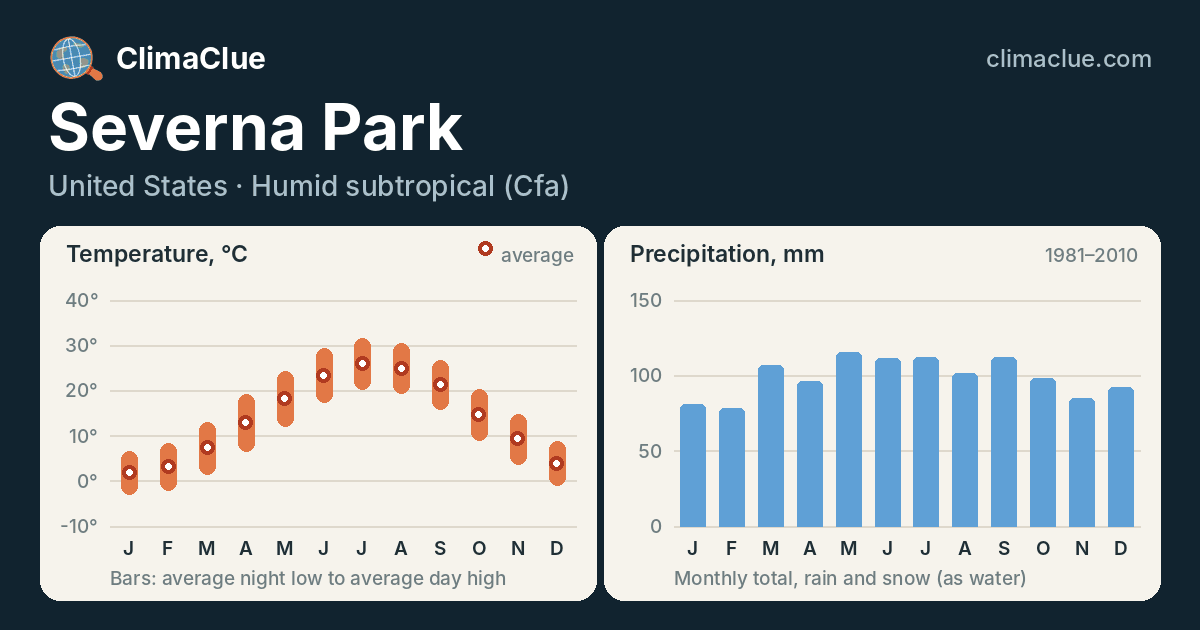 ClimaClue
climaclue.com
Severna Park
United States · Humid subtropical (Cfa)
Temperature, °C
average
40°
30°
20°
10°
0°
-10°
J F M A M J J A S O N D
Bars: average night low to average day high
Precipitation, mm
1981–2010
150
100
50
0
J F M A M J J A S O N D
Monthly total, rain and snow (as water)